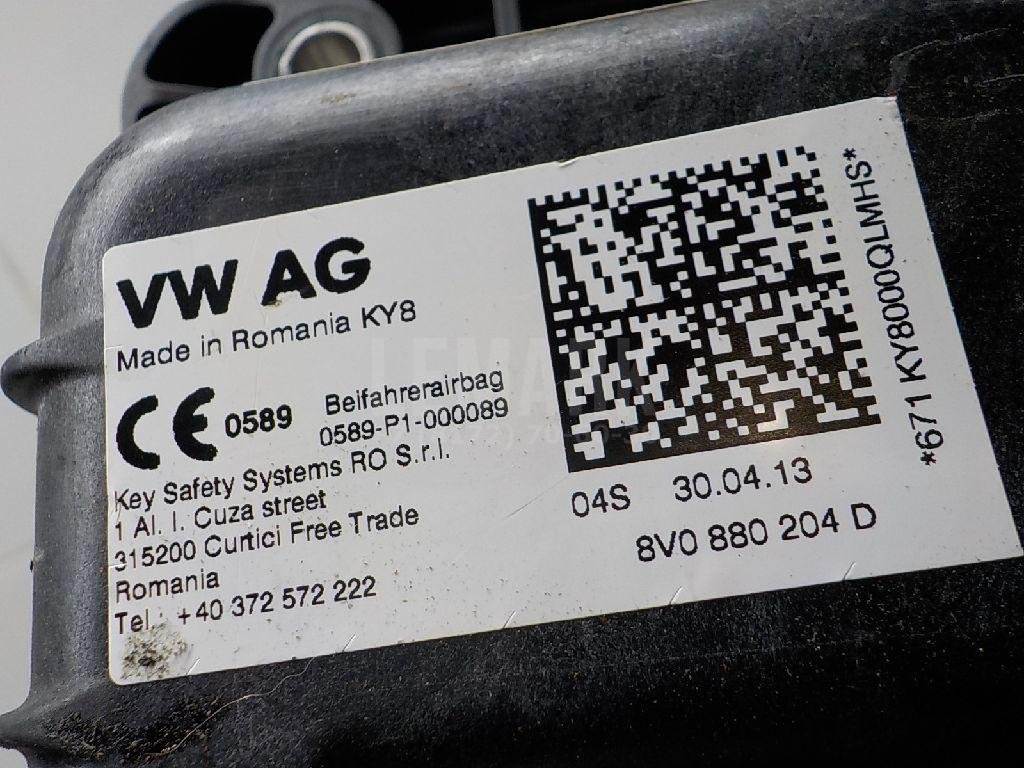 VW AG
Made in Romania KY8
CE 0589
Beifahrerairbag
0589-P1-000089
Key Safety Systems RO S.r.l.
1 Al. I. Cuza street
315200 Curtici Free Trade
Romania
Tel.: +40 372 572 222
04S 30.04.13
8V0 880 204 D
*671 KY80000QLMHS*